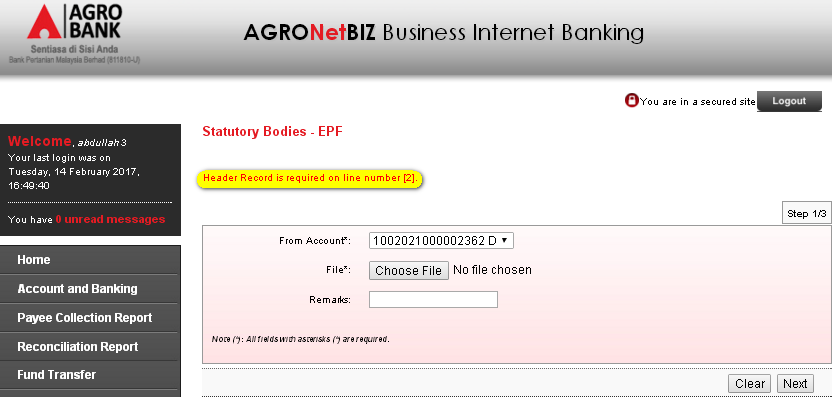 AGRO
BANK
Sentiasa di Sisi Anda
Bank Pertanian Malaysia Berhad (811810-U)
AGRONetBIZ Business Internet Banking
You are in a secured site
Logout
Welcome, abdullah3
Your last login was on
Tuesday, 14 February 2017,
16:49:40
You have 0 unread messages
Home
Account and Banking
Payee Collection Report
Reconciliation Report
Fund Transfer
Statutory Bodies - EPF
Header Record is required on line number [2].
Step 1/3
From Account*: 1002021000002362 D
File*: Choose File No file chosen
Remarks:
Note (*): All fields with asterisks (*) are required.
Clear Next